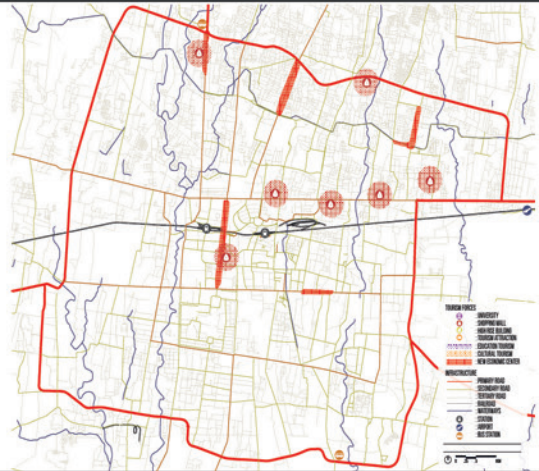 TOURISM FORCES
UNIVERSITY
SHOPPING MALL
HIGH RISE BUILDING
TOURISM ATTRACTION
EDUCATION TOURISM
CULTURAL TOURISM
NEW ECONOMIC CENTER
INFRASTRUCTURE
PRIMARY ROAD
SECONDARY ROAD
TERTIARY ROAD
RAILROAD
WATERWAYS
STATION
AIRPORT
BUS STATION